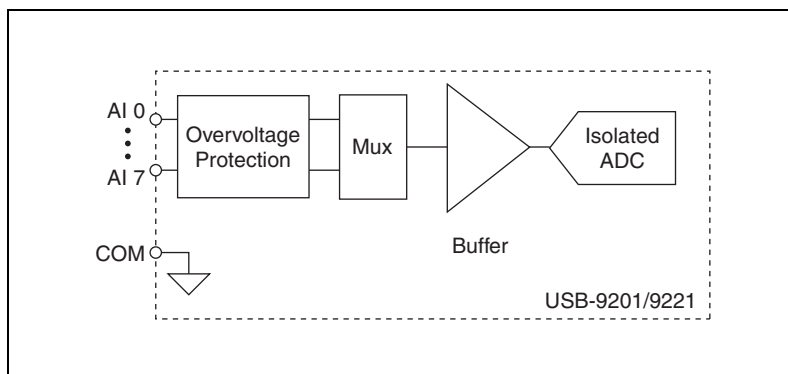 AI 0
AI 7
Overvoltage
Protection
Mux
Buffer
Isolated
ADC
COM
USB-9201/9221